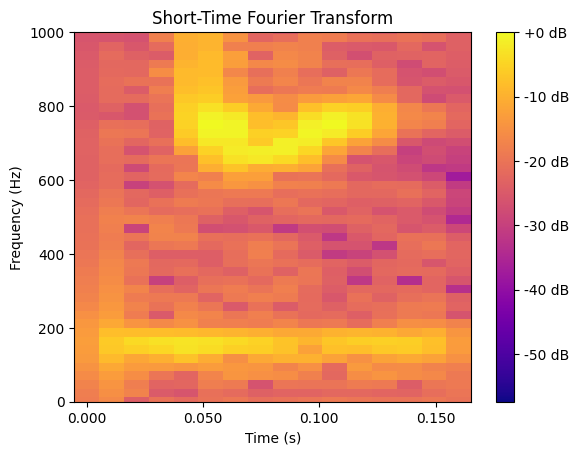 Short-Time Fourier Transform
1000
800
600
400
200
0
Frequency (Hz)
0.000
0.050
0.100
0.150
Time (s)
+0 dB
-10 dB
-20 dB
-30 dB
-40 dB
-50 dB